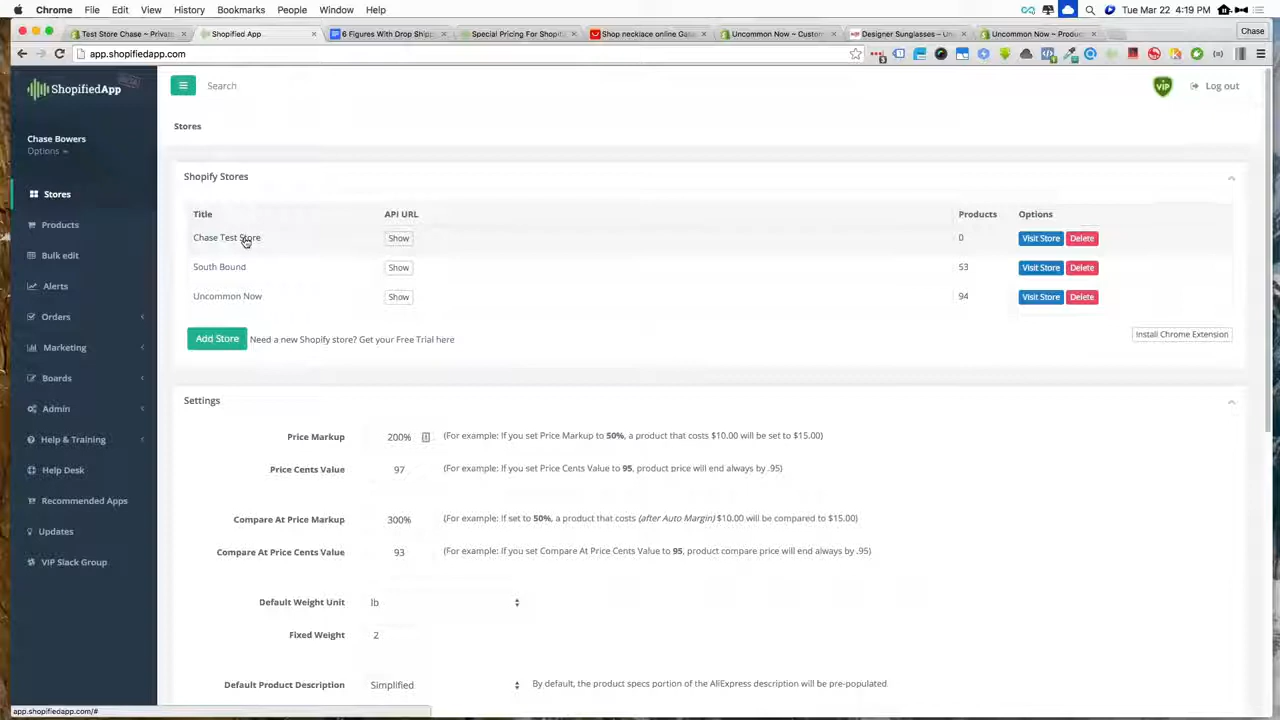 Chrome File Edit View History Bookmarks People Window Help Tue Mar 22 4:19 PM
Test Store Chase ~ Private Shopified App 6 Figures With Drop Shipp Special Pricing For Shopif Shop necklace online Gala Uncommon Now ~ Custom Designer Sunglasses – Un Uncommon Now ~ Produc Chase
app.shopifiedapp.com
ShopifiedApp BETA
Search
VIP Log out
Chase Bowers
Options
Stores
Products
Bulk edit
Alerts
Orders
Marketing
Boards
Admin
Help & Training
Help Desk
Recommended Apps
Updates
VIP Slack Group
Stores
Shopify Stores
Title API URL Products Options
Chase Test Store Show 0 Visit Store Delete
South Bound Show 53 Visit Store Delete
Uncommon Now Show 94 Visit Store Delete
Add Store Need a new Shopify store? Get your Free Trial here Install Chrome Extension
Settings
Price Markup 200% (For example: If you set Price Markup to 50%, a product that costs $10.00 will be set to $15.00)
Price Cents Value 97 (For example: If you set Price Cents Value to 95, product price will end always by .95)
Compare At Price Markup 300% (For example: If set to 50%, a product that costs (after Auto Margin) $10.00 will be compared to $15.00)
Compare At Price Cents Value 93 (For example: If you set Compare At Price Cents Value to 95, product compare price will end always by .95)
Default Weight Unit lb
Fixed Weight 2
Default Product Description Simplified By default, the product specs portion of the AliExpress description will be pre-populated.
app.shopifiedapp.com/#